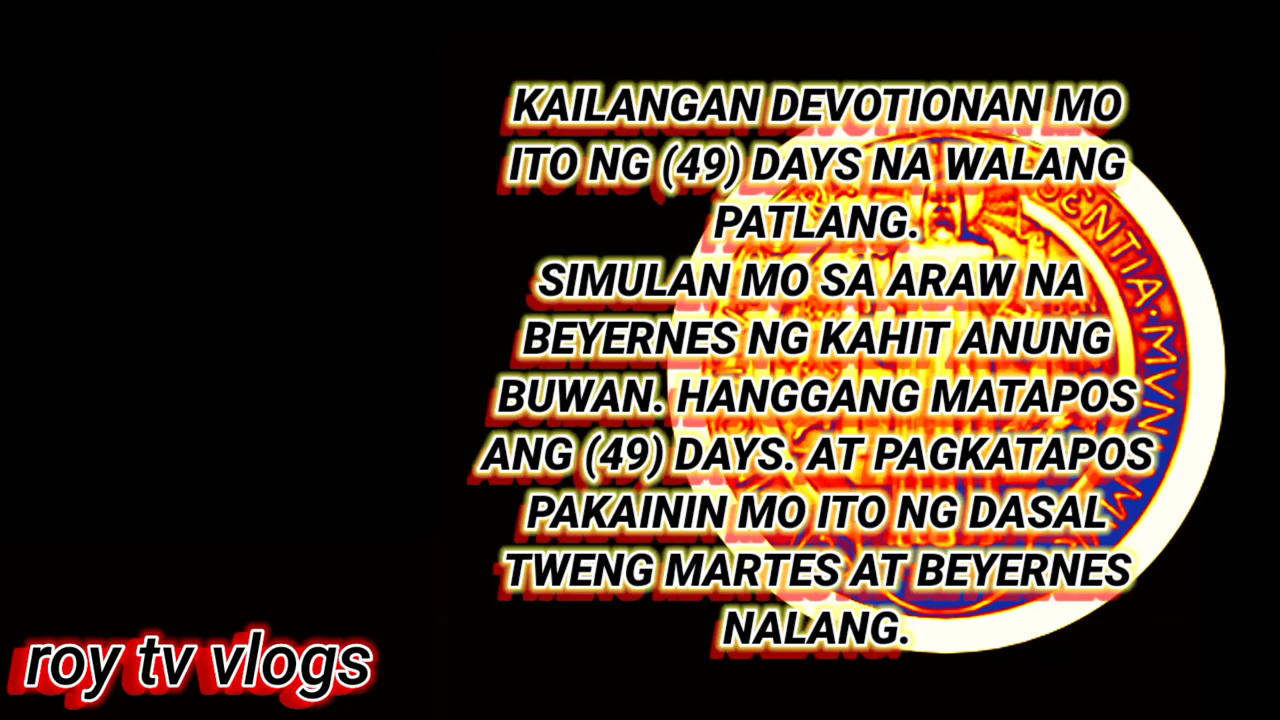 KAILANGAN DEVOTIONAN MO
ITO NG (49) DAYS NA WALANG
PATLANG.
SIMULAN MO SA ARAW NA
BEYERNES NG KAHIT ANUNG
BUWAN. HANGGANG MATAPOS
ANG (49) DAYS. AT PAGKATAPOS
PAKAININ MO ITO NG DASAL
TWENG MARTES AT BEYERNES
NALANG.
roy tv vlogs